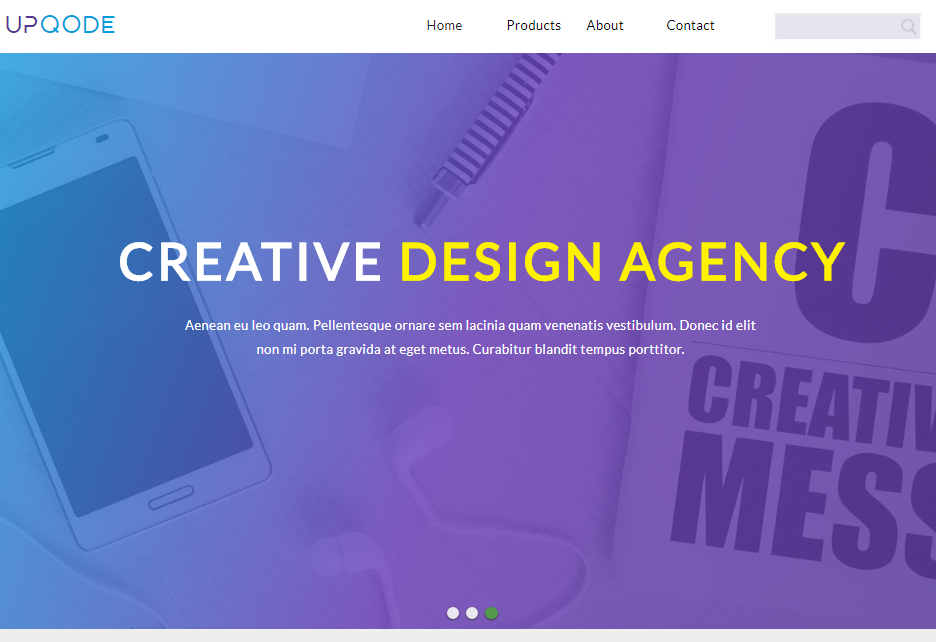 UPQODE
Home Products About Contact
CREATIVE DESIGN AGENCY
Aenean eu leo quam. Pellentesque ornare sem lacinia quam venenatis vestibulum. Donec id elit
non mi porta gravida at eget metus. Curabitur blandit tempus porttitor.
C
CREATIV
MESS